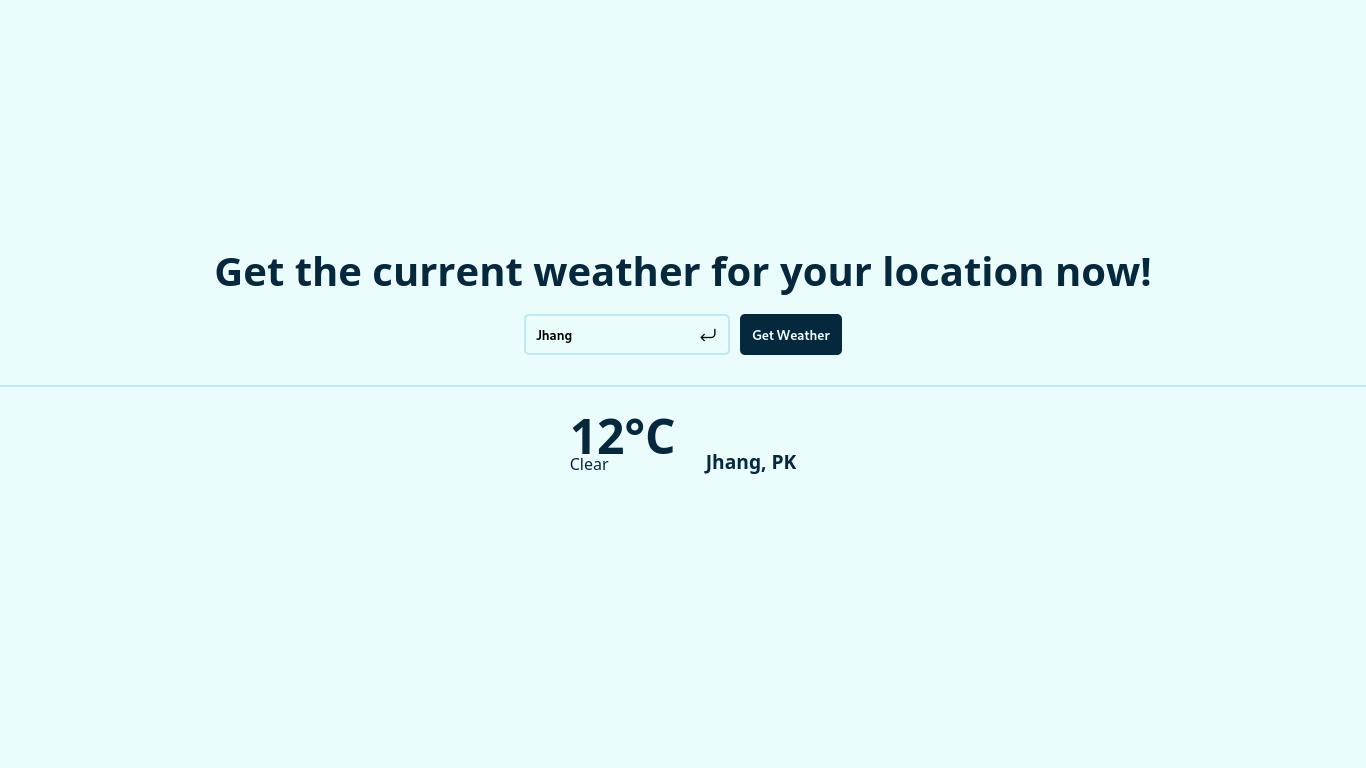 Get the current weather for your location now!
Jhang
Get Weather
12°C
Clear
Jhang, PK